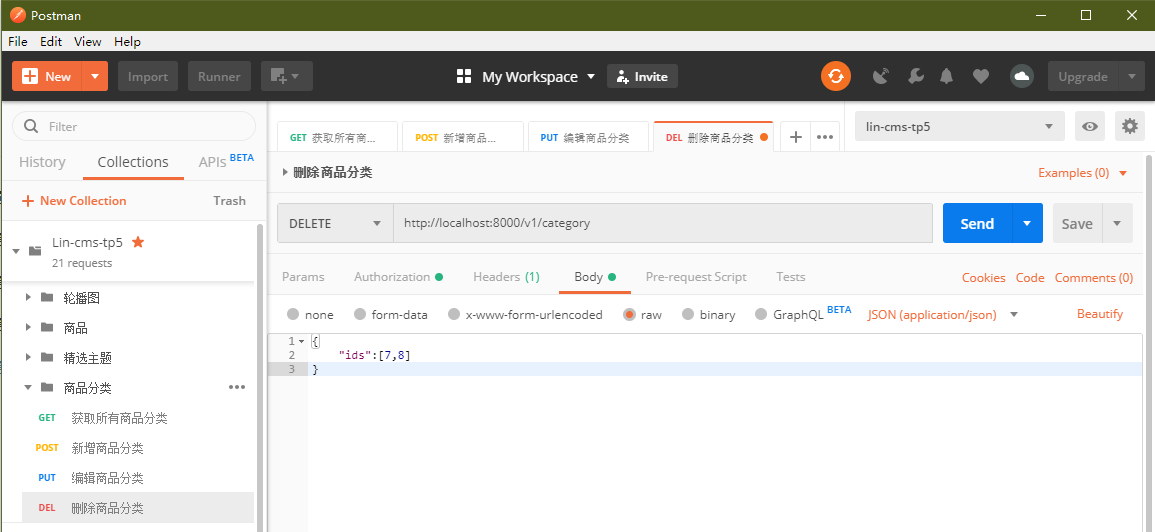 Postman
File Edit View Help
New Import Runner My Workspace Invite Upgrade
Filter
History Collections APIs BETA
New Collection Trash
Lin-cms-tp5
21 requests
轮播图
商品
精选主题
商品分类
GET 获取所有商品分类
POST 新增商品分类
PUT 编辑商品分类
DEL 删除商品分类
GET 获取所有商... POST 新增商品... PUT 编辑商品分类 DEL 删除商品分类 lin-cms-tp5
删除商品分类 Examples (0)
DELETE http://localhost:8000/v1/category Send Save
Params Authorization Headers (1) Body Pre-request Script Tests Cookies Code Comments (0)
none form-data x-www-form-urlencoded raw binary GraphQL BETA JSON (application/json) Beautify
1 {
2 "ids":[7,8]
3 }